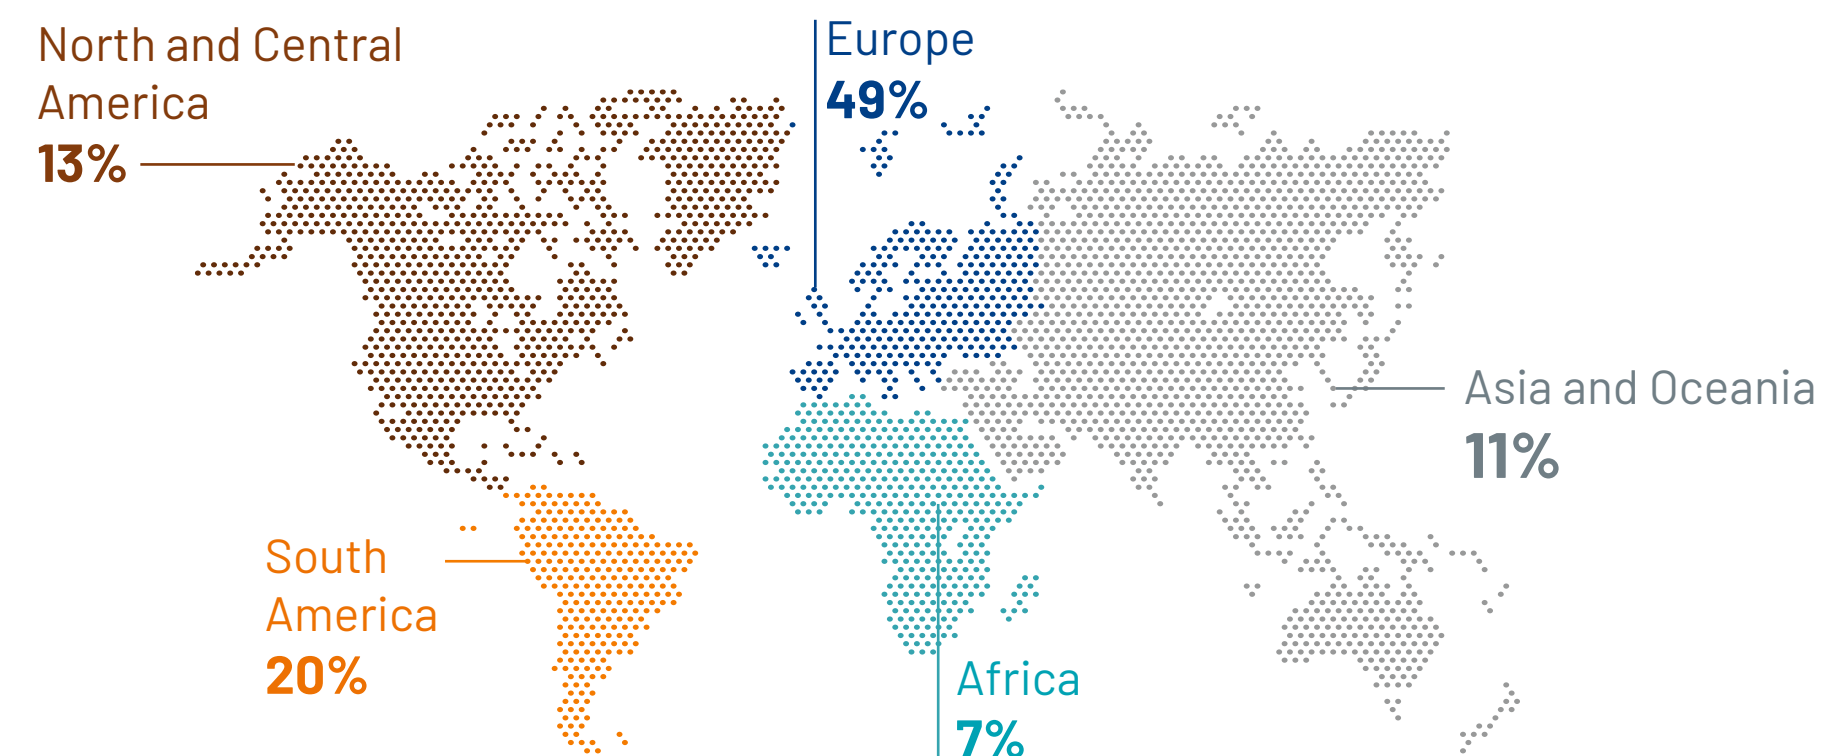 North and Central
America
13%
Europe
49%
Asia and Oceania
11%
South
America
20%
Africa
7%